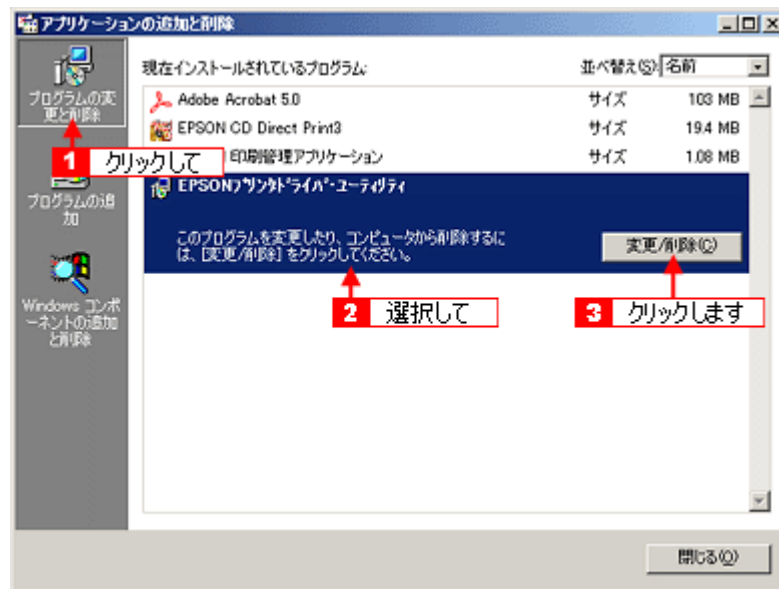 アプリケーションの追加と削除
プログラムの変
更と削除
1 クリックして
プログラムの追
加
Windows コンポ
ーネントの追加
と削除
現在インストールされているプログラム:
並べ替え(S): 名前
Adobe Acrobat 5.0 サイズ 103 MB
EPSON CD Direct Print3 サイズ 19.4 MB
印刷管理アプリケーション サイズ 1.08 MB
EPSONプリンタドライバ・ユーティリティ
このプログラムを変更したり、コンピュータから削除するに
は、[変更/削除] をクリックしてください。
変更/削除(C)
2 選択して
3 クリックします
閉じる(O)